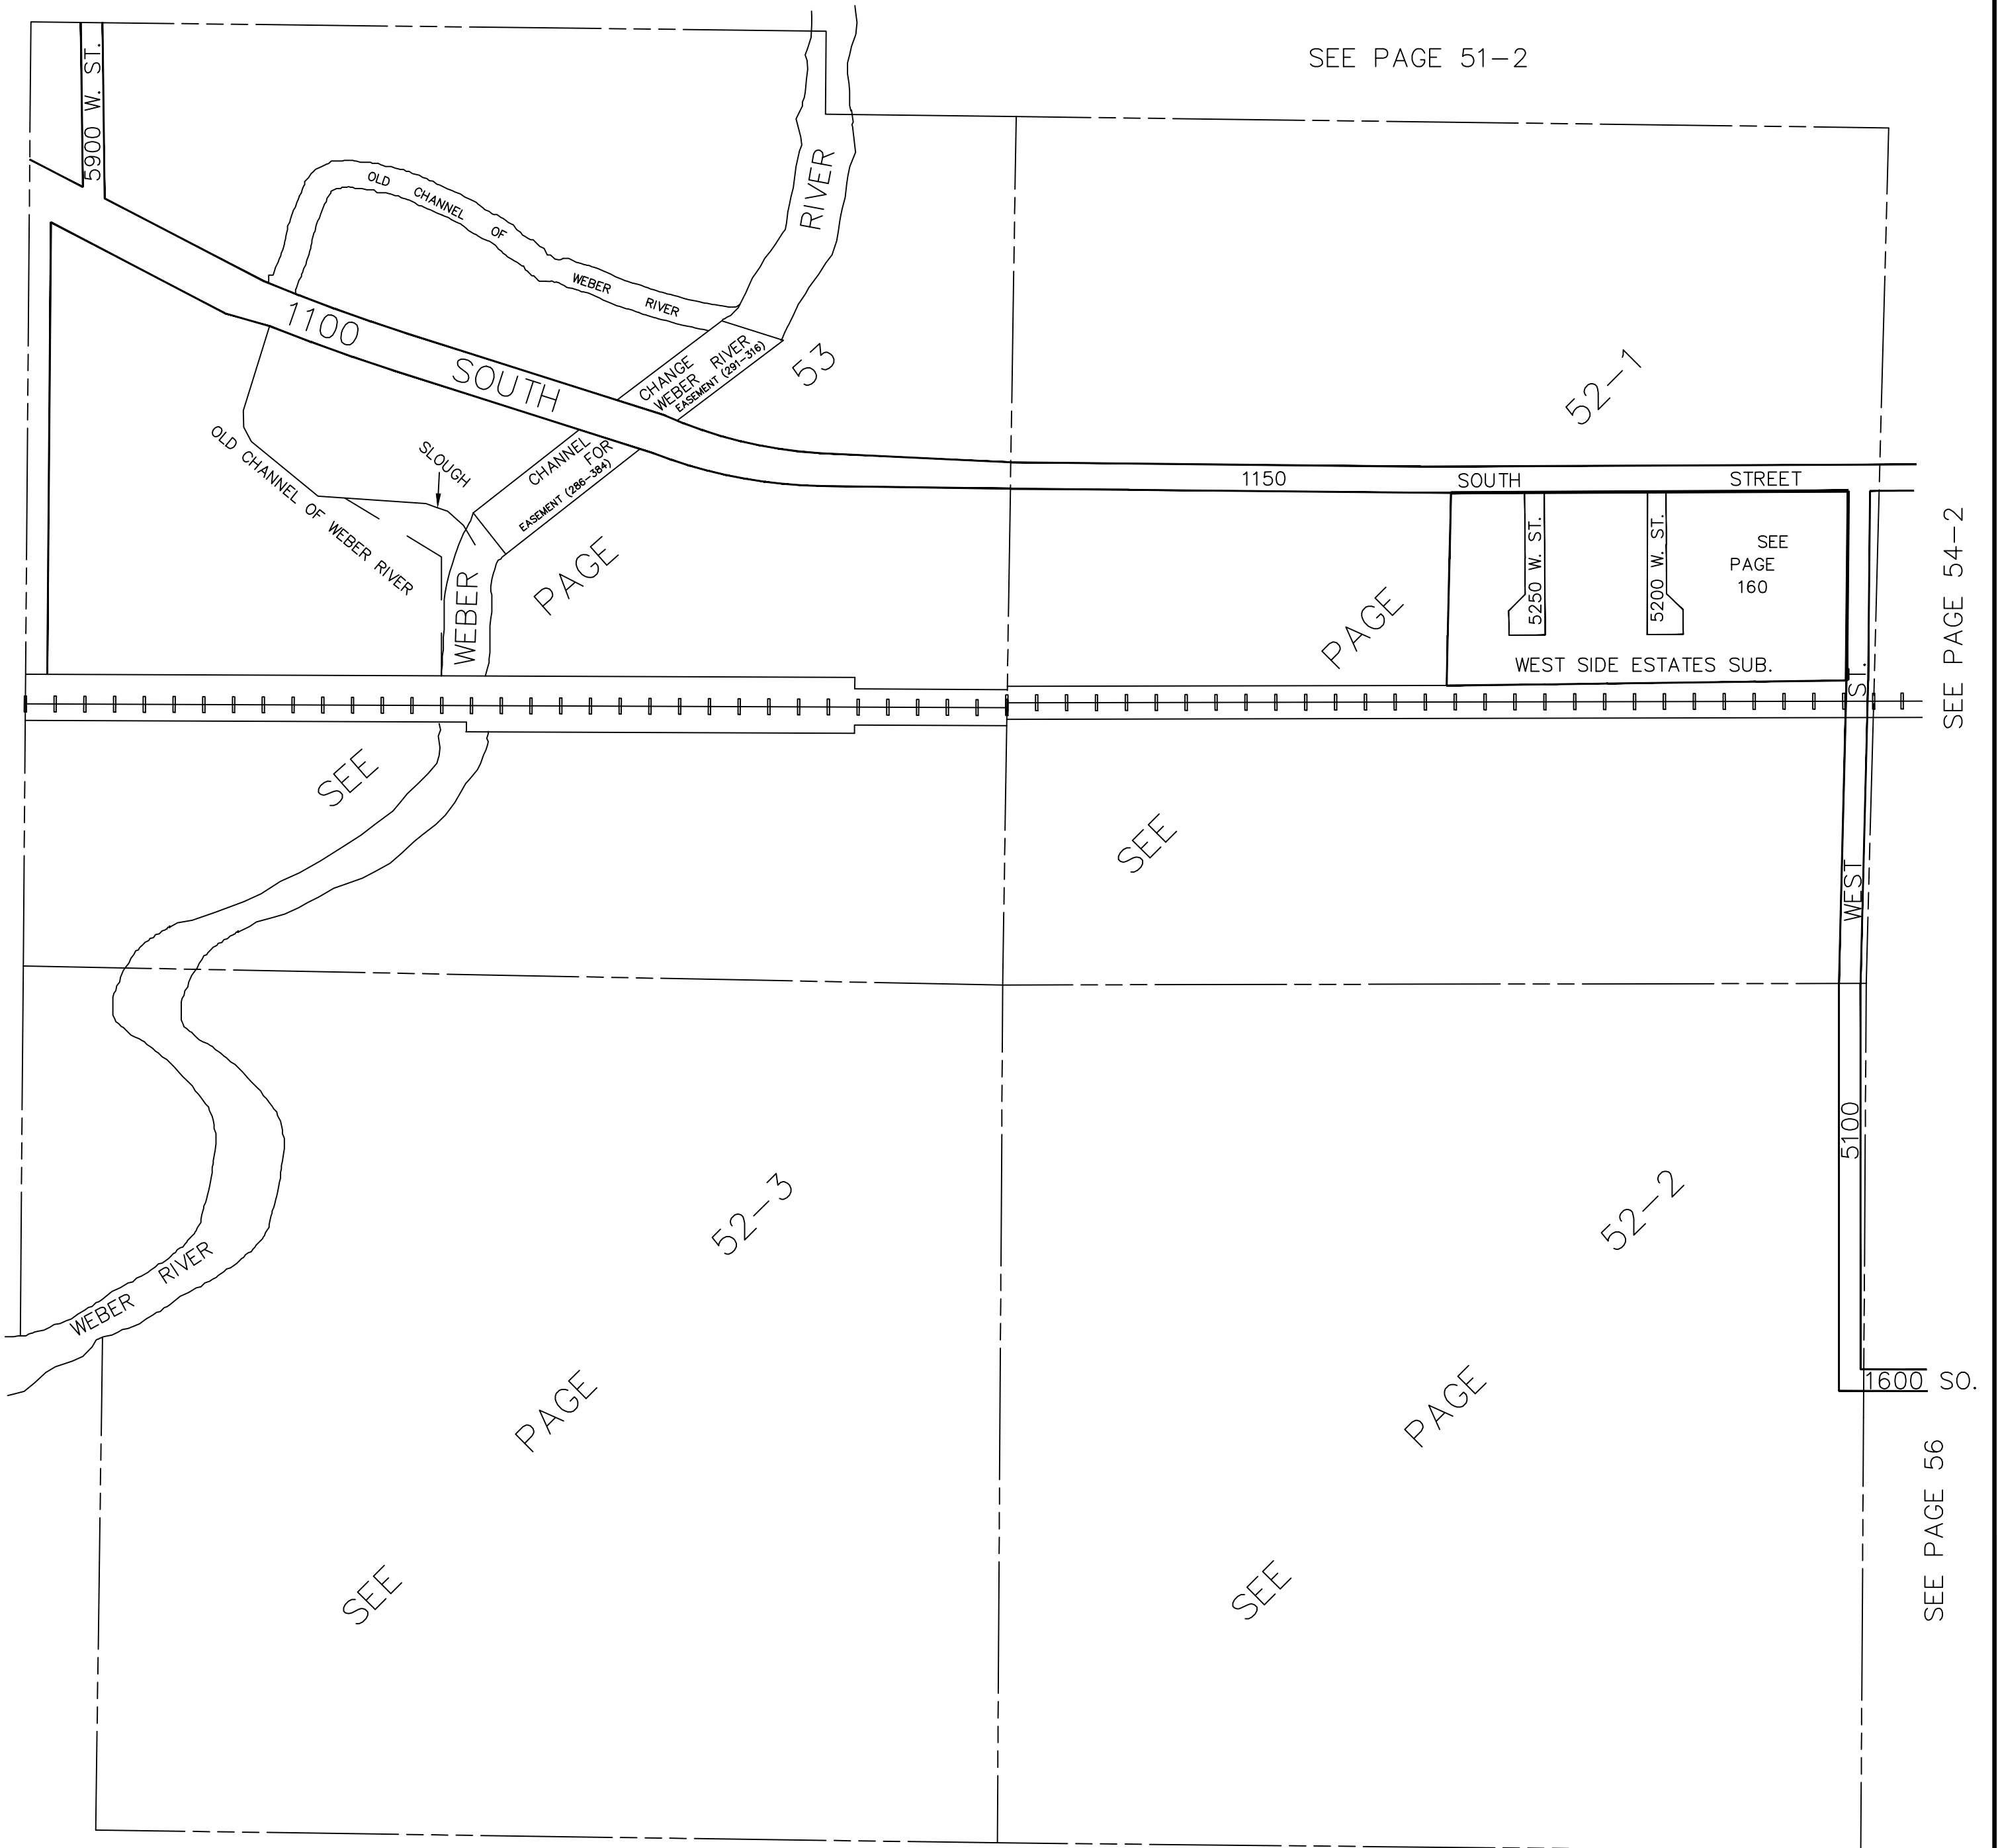 SEE PAGE 51-2
5900 W. ST.
OLD CHANNEL OF WEBER RIVER
RIVER
1100 SOUTH
CHANGE
WEBER RIVER
EASEMENT (291-316)
CHANNEL
FOR
EASEMENT (286-384)
SLOUGH
OLD CHANNEL OF WEBER RIVER
WEBER
SEE PAGE 53
SEE PAGE 52-1
1150 SOUTH STREET
5250 W. ST.
5200 W. ST.
SEE
PAGE
160
WEST SIDE ESTATES SUB.
SEE PAGE 54-2
5100 WEST ST.
WEBER RIVER
SEE PAGE 52-3
SEE PAGE 52-2
1600 SO.
SEE PAGE 56